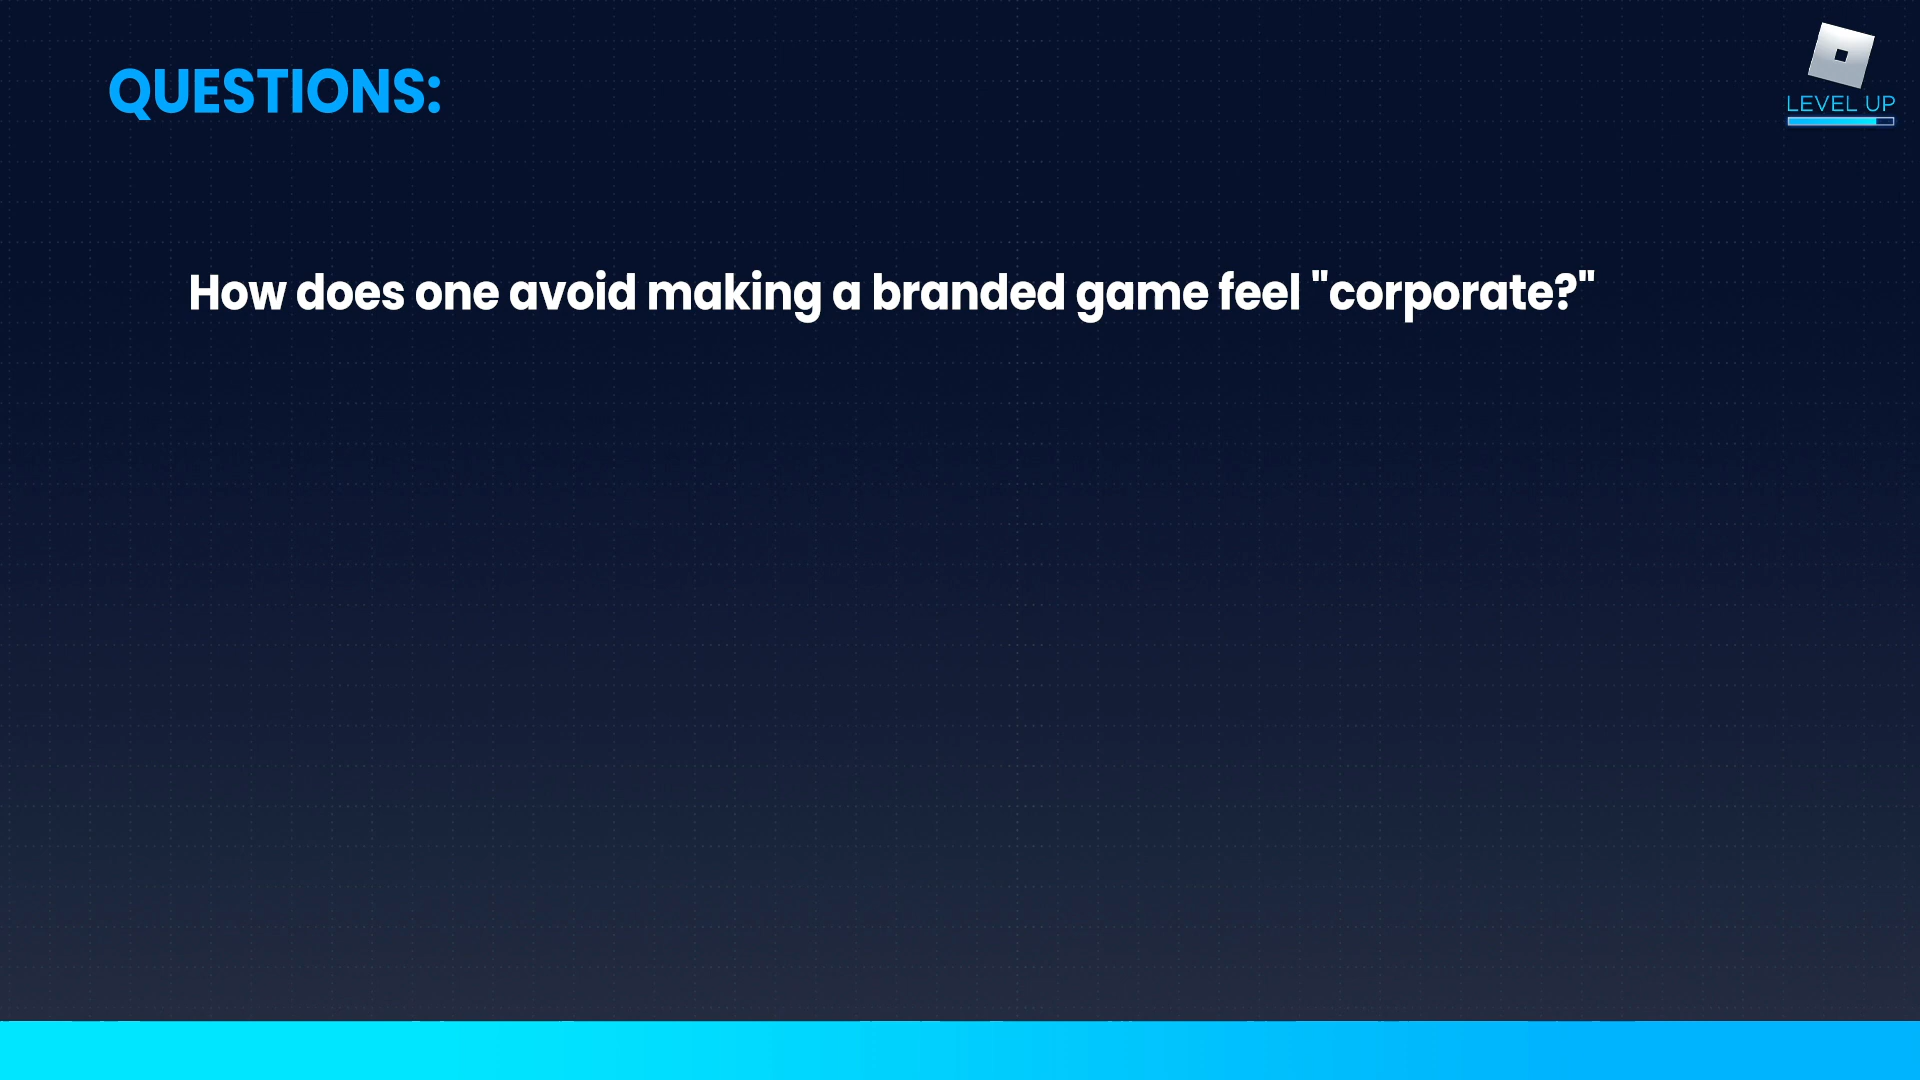 QUESTIONS:
LEVEL UP
How does one avoid making a branded game feel "corporate?"